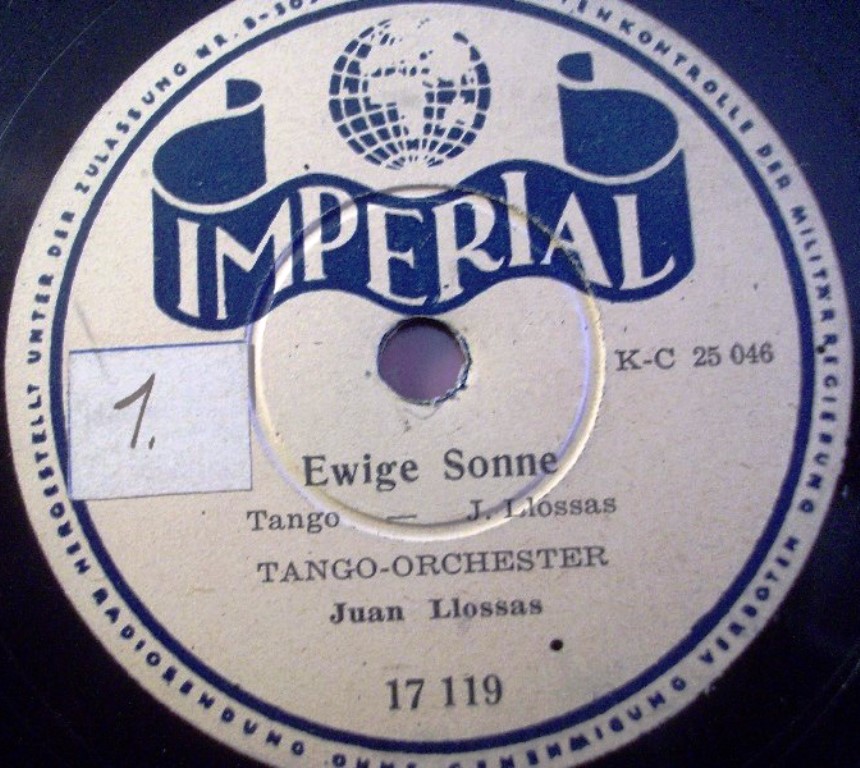 HERGESTELLT UNTER DER ZULASSUNG NR. B-
TENKONTROLLE DER MILITÄRREGIERUNG
RADIOSENDUNG OHNE GENEHMIGUNG VERBOTEN
IMPERIAL
K-C 25 046
1.
Ewige Sonne
Tango — J. Llossas
TANGO-ORCHESTER
Juan Llossas
17 119